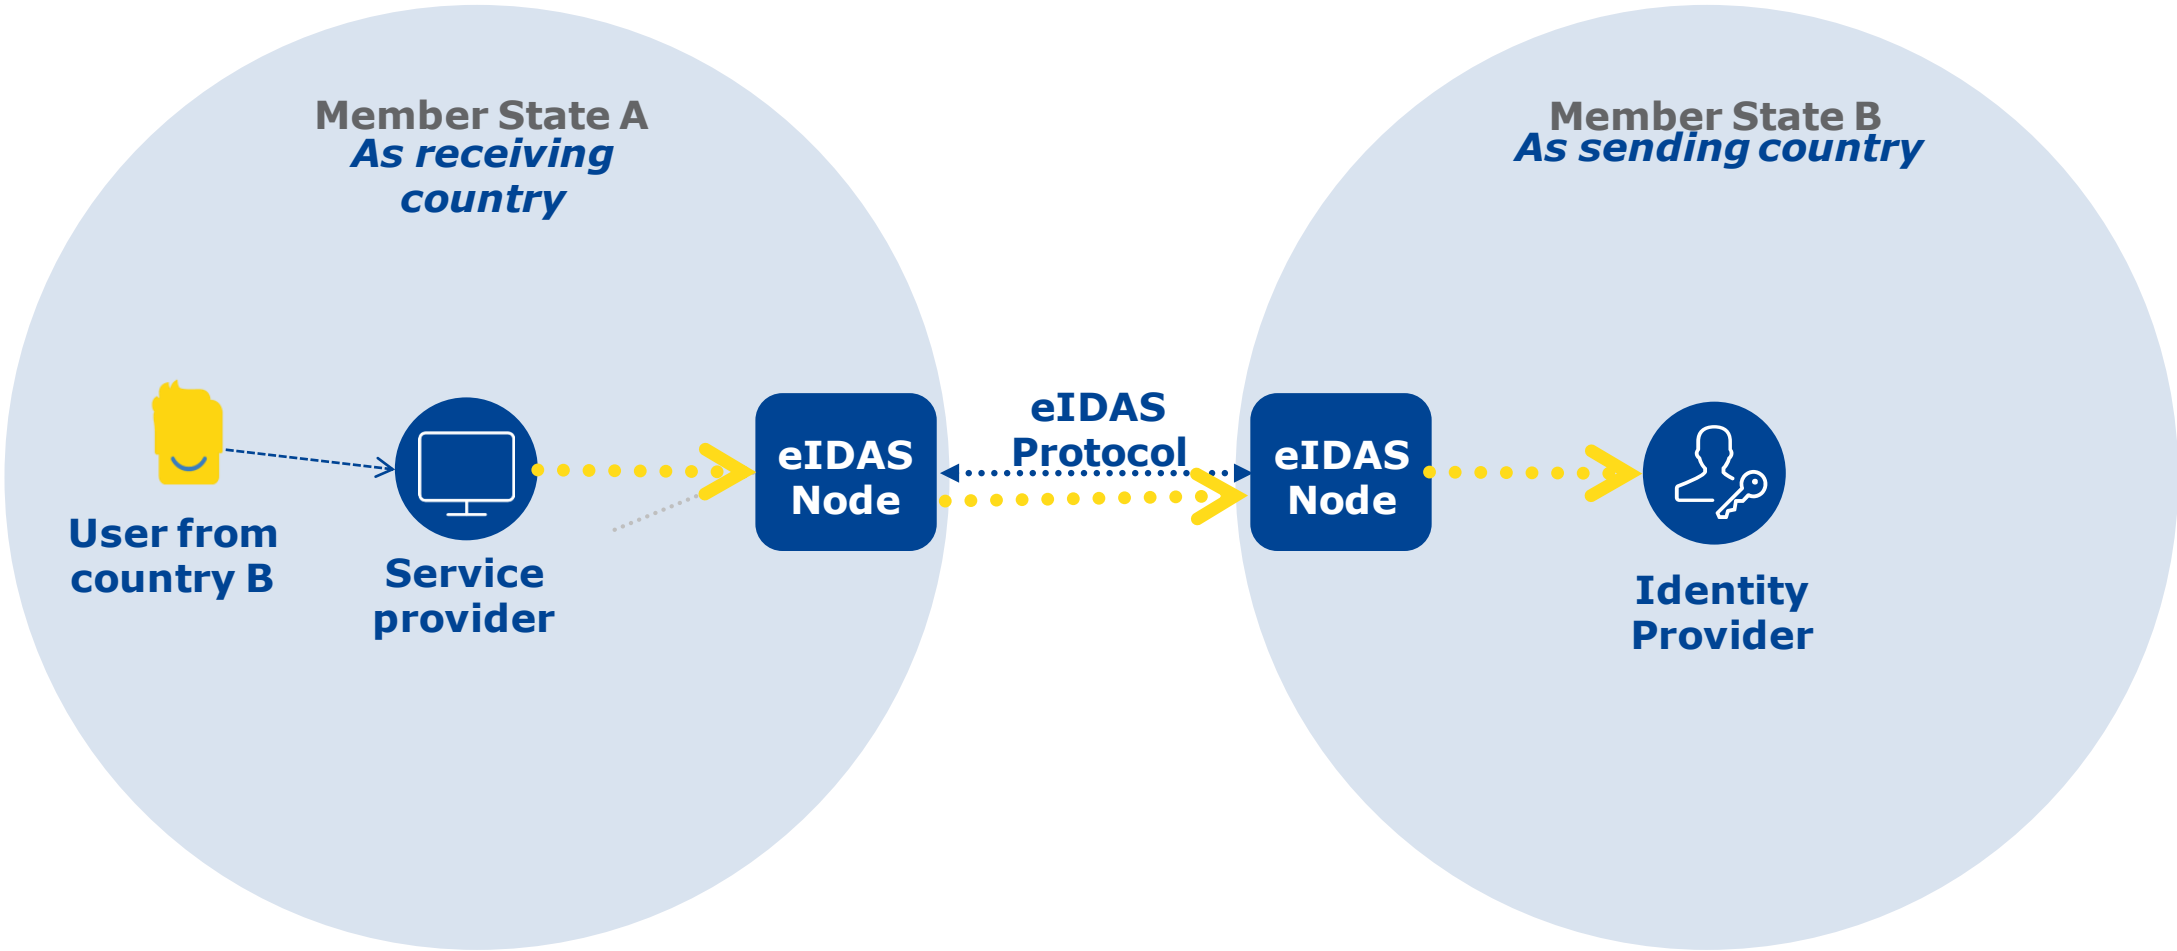 Member State A
As receiving
country
Member State B
As sending country
User from
country B
Service
provider
eIDAS
Node
eIDAS
Protocol
eIDAS
Node
Identity
Provider